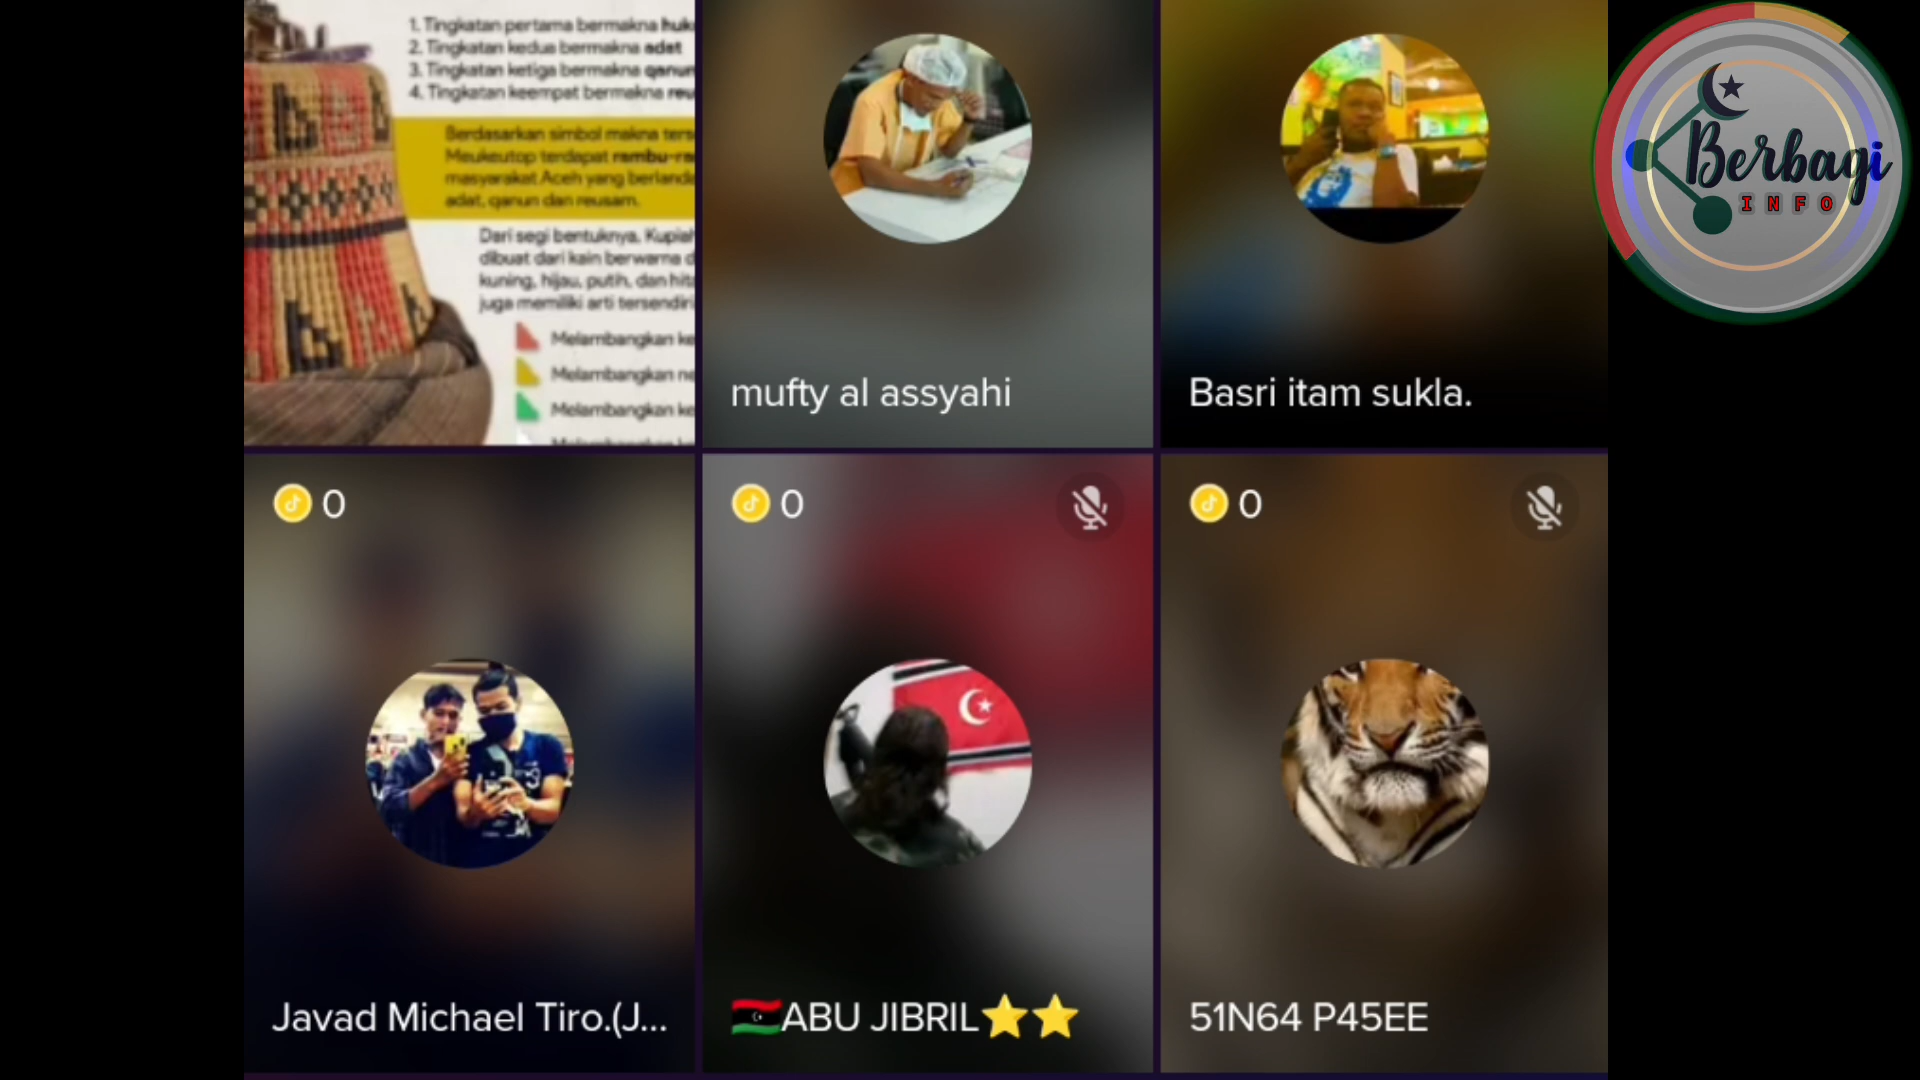 1. Tingkatan pertama bermakna
2. Tingkatan kedua bermakna adat
3. Tingkatan ketiga bermakna qanun
4. Tingkatan keempat bermakna
Berdasarkan simbol makna
Meukeutop terdapat
masyarakat Aceh yang
adat, qanun dan reusam.
Dari segi bentuknya, Kupiah
dibuat dari kain berwarna
kuning, hijau, putih, dan
juga memiliki arti tersendiri
Melambangkan
Melambangkan
Melambangkan
mufty al assyahi
Basri itam sukla.
Berbagi
INFO
0
0
0
Javad Michael Tiro.(J...
ABU JIBRIL
51N64 P45EE